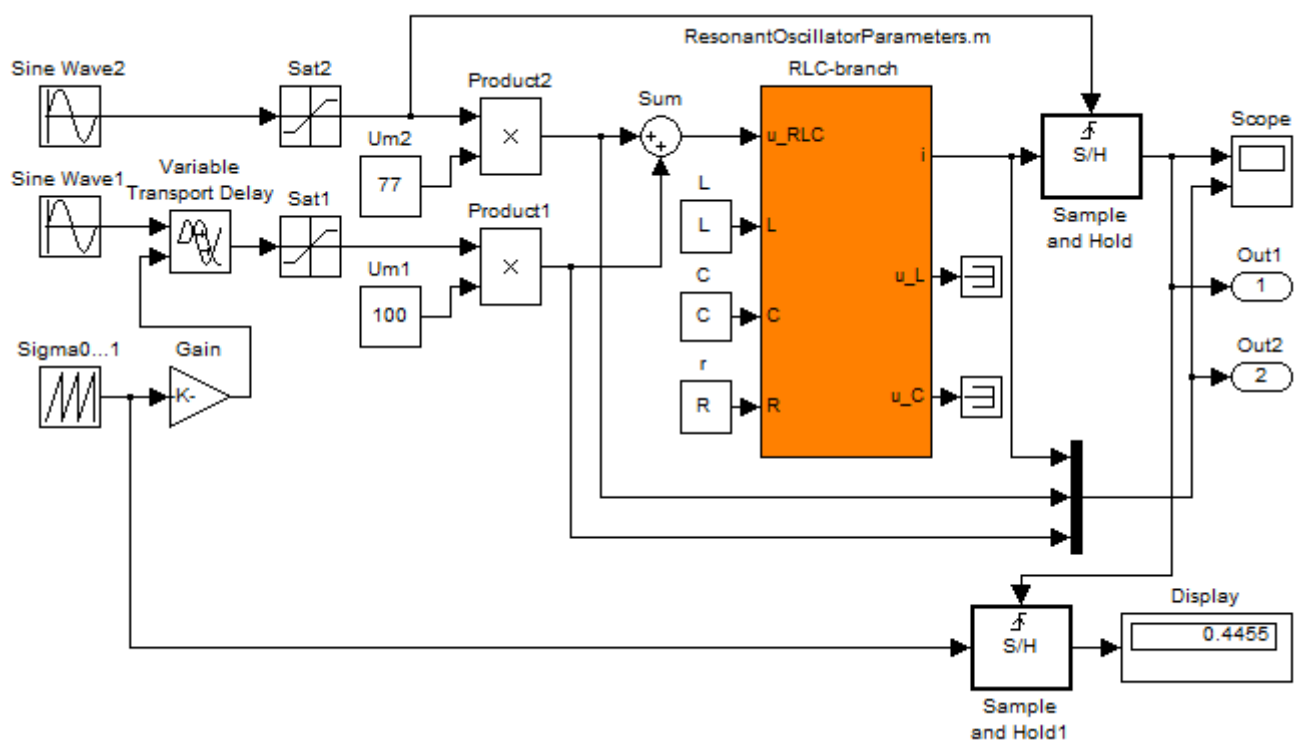 ResonantOscillatorParameters.m
RLC-branch
Sine Wave2
Sat2
Product2
×
Um2
77
Sum
+
+
Sine Wave1
Variable
Transport Delay
Sat1
Product1
×
Um1
100
Sigma0...1
Gain
K-
L
L
C
C
r
R
u_RLC
L
C
R
i
u_L
u_C
S/H
Sample
and Hold
Scope
Out1
1
Out2
2
S/H
Sample
and Hold1
Display
0.4455